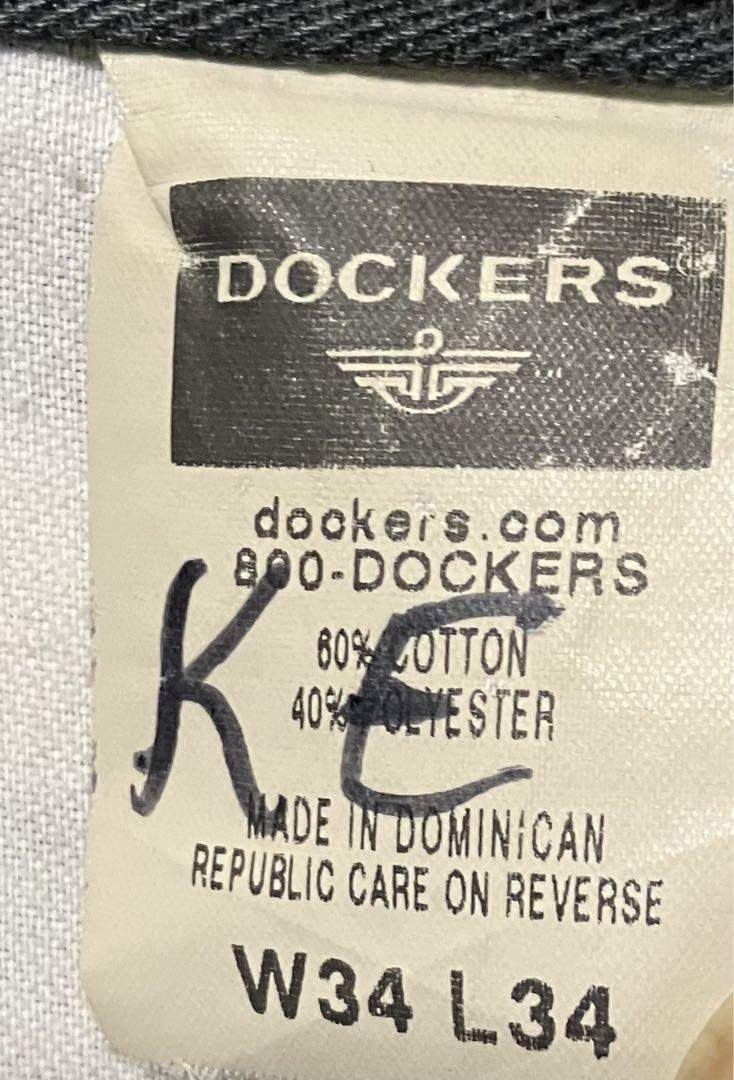 DOCKERS®
dockers.com
800-DOCKERS
KE
60% COTTON
40% POLYESTER
MADE IN DOMINICAN
REPUBLIC CARE ON REVERSE
W34 L34